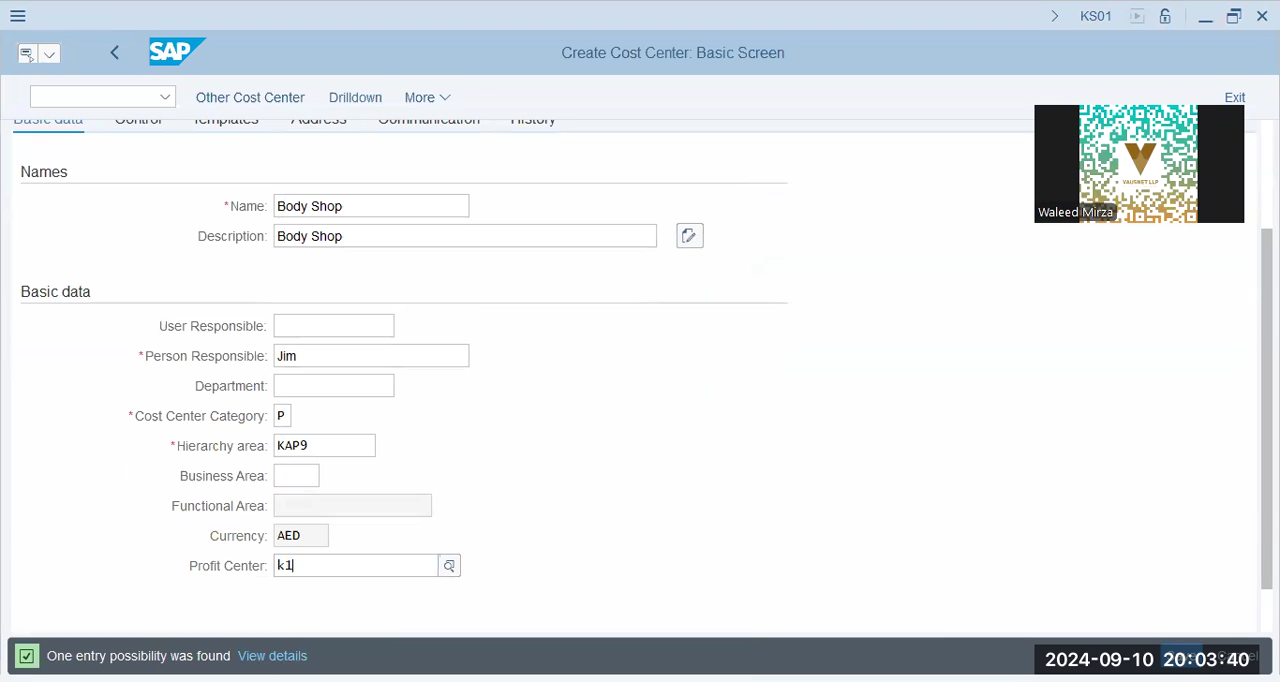 KS01
SAP
Create Cost Center: Basic Screen
Other Cost Center
Drilldown
More
Exit
Basic data
Control
Templates
Address
Communication
History
VAUSNET LLP
Waleed Mirza
Names
*Name: Body Shop
Description: Body Shop
Basic data
User Responsible:
*Person Responsible: Jim
Department:
*Cost Center Category: P
*Hierarchy area: KAP9
Business Area:
Functional Area:
Currency: AED
Profit Center: k1
One entry possibility was found View details
2024-09-10 20:03:40